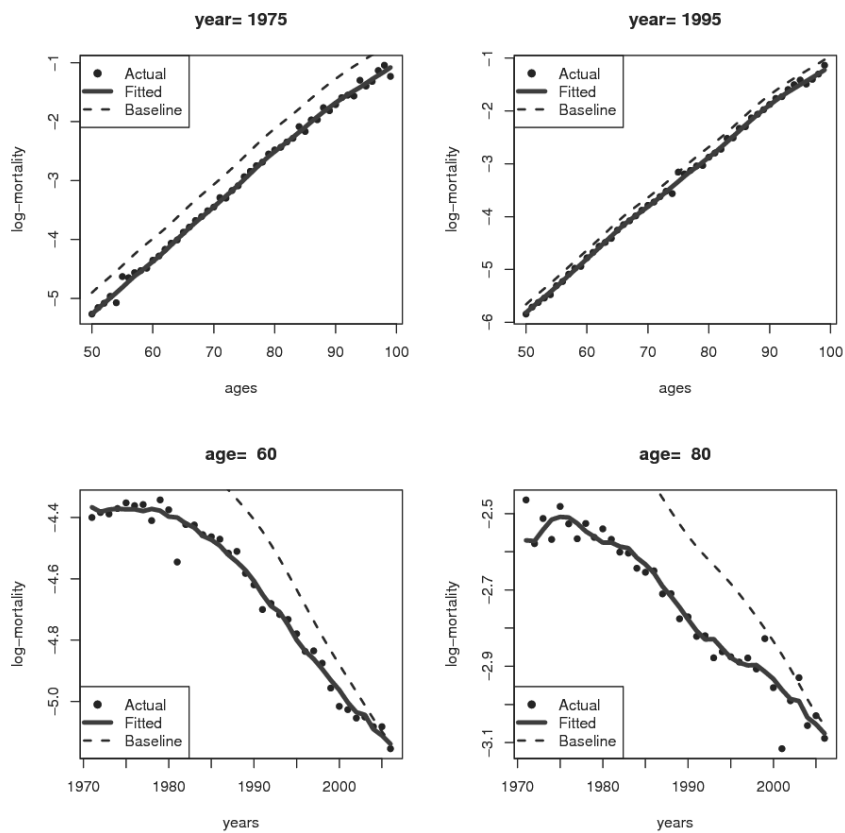 year= 1975
−1
−2
−3
−4
−5
log−mortality
Actual
Fitted
Baseline
50 60 70 80 90 100
ages
year= 1995
−1
−2
−3
−4
−5
−6
log−mortality
Actual
Fitted
Baseline
50 60 70 80 90 100
ages
age= 60
−4.4
−4.6
−4.8
−5.0
log−mortality
Actual
Fitted
Baseline
1970 1980 1990 2000
years
age= 80
−2.5
−2.7
−2.9
−3.1
log−mortality
Actual
Fitted
Baseline
1970 1980 1990 2000
years